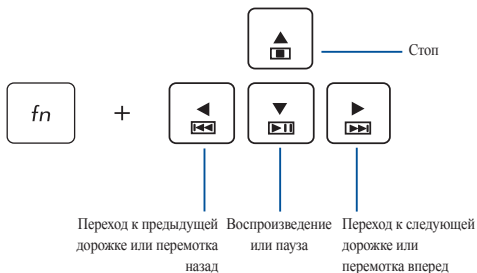 Стоп
fn
+
Переход к предыдущей
дорожке или перемотка
назад
Воспроизведение
или пауза
Переход к следующей
дорожке или
перемотка вперед